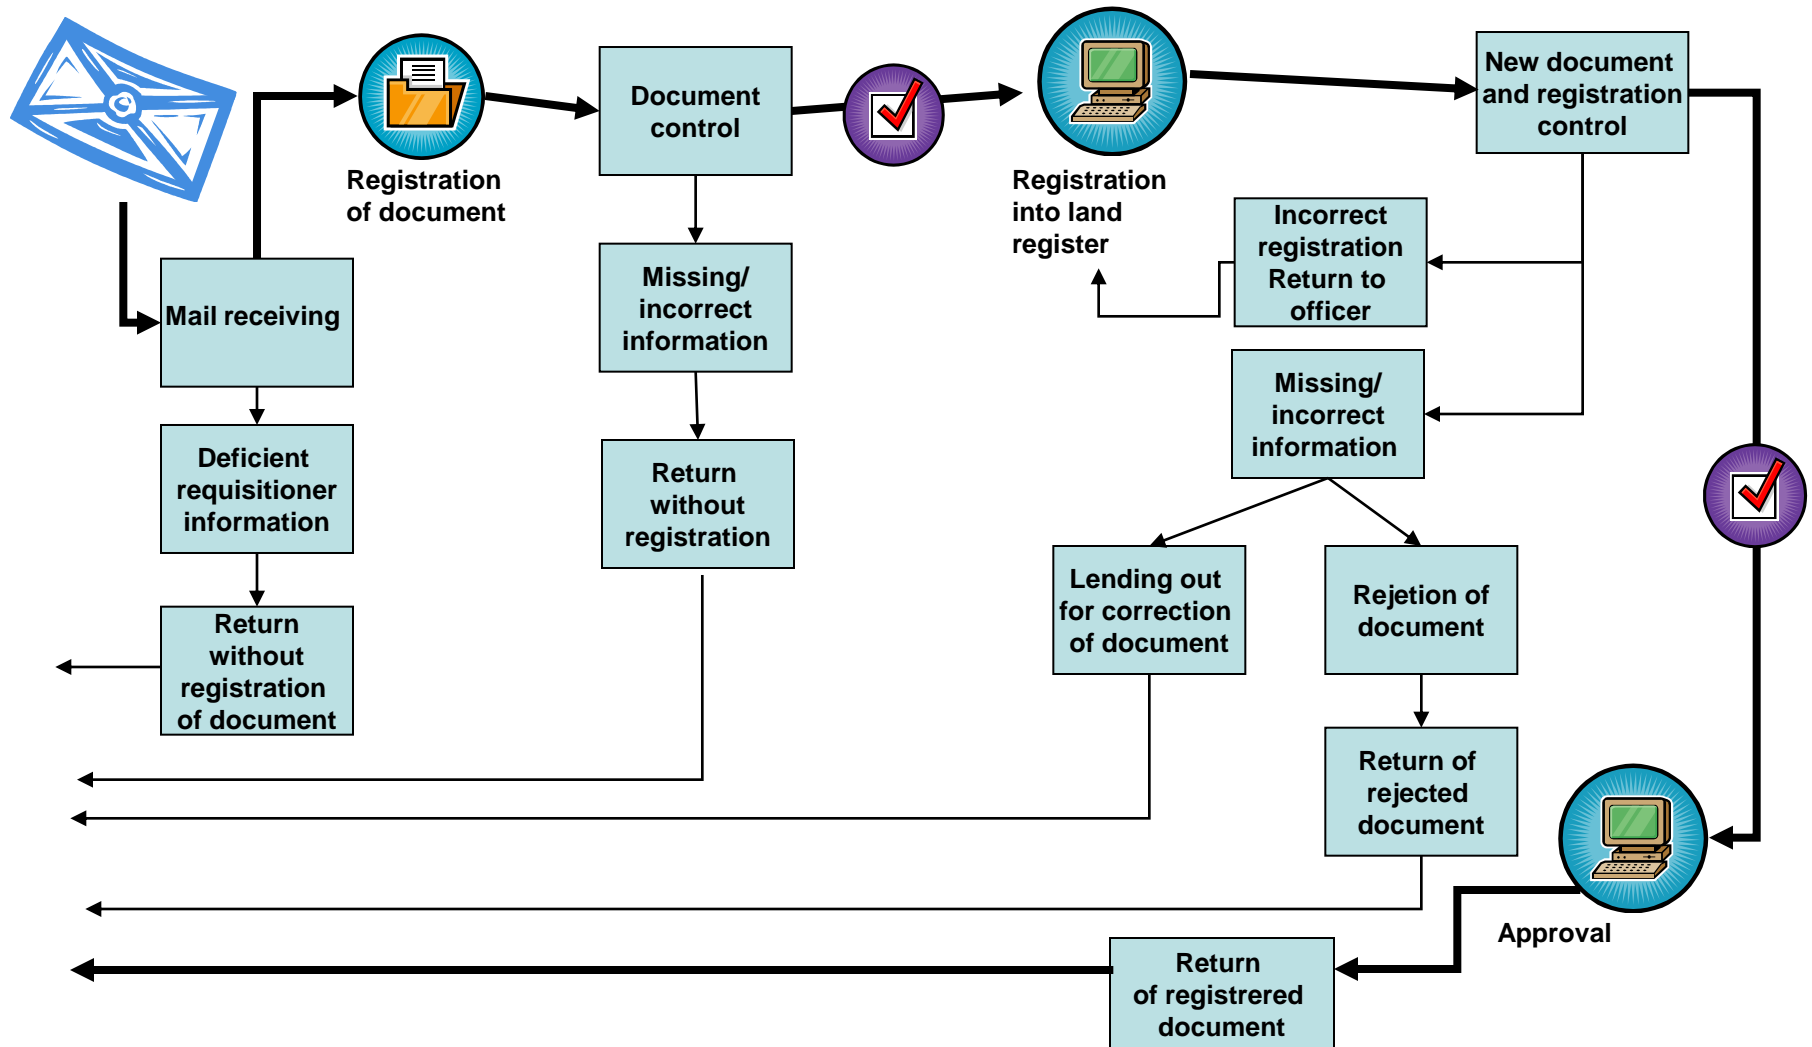 Registration
of document
Document
control
Registration
into land
register
New document
and registration
control
Mail receiving
Deficient
requisitioner
information
Return
without
registration
of document
Missing/
incorrect
information
Return
without
registration
Incorrect
registration
Return to
officer
Missing/
incorrect
information
Lending out
for correction
of document
Rejetion of
document
Return of
rejected
document
Approval
Return
of registrered
document